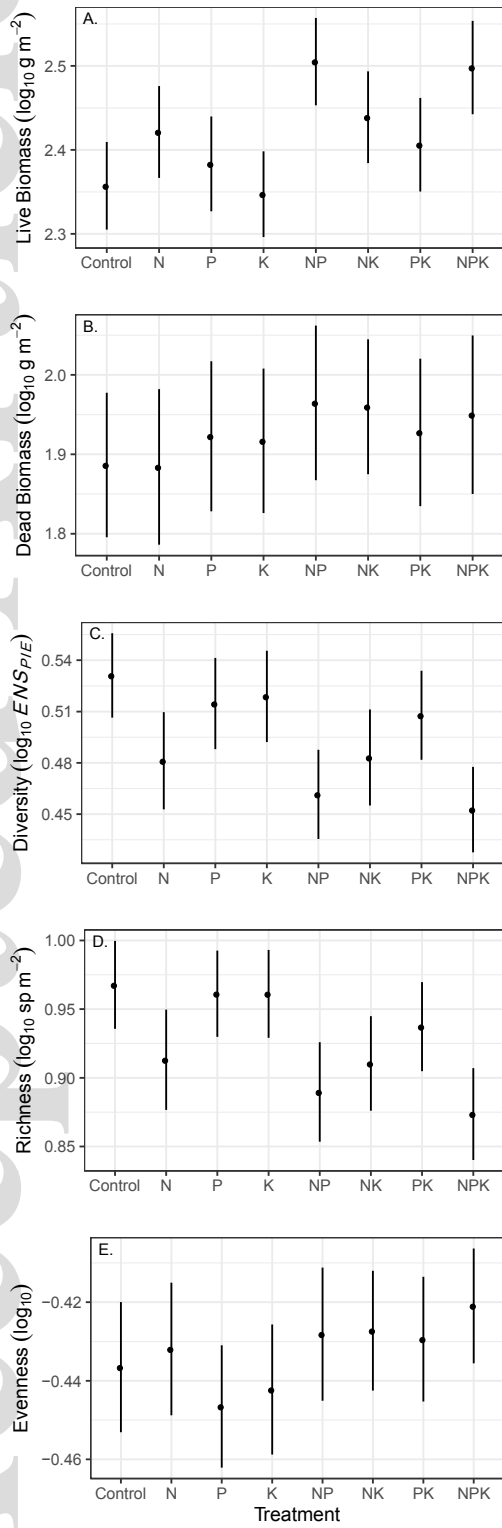 A.
Live Biomass (log₁₀ g m⁻²)
2.5
2.4
2.3
Control N P K NP NK PK NPK
B.
Dead Biomass (log₁₀ g m⁻²)
2.0
1.9
1.8
Control N P K NP NK PK NPK
C.
Diversity (log₁₀ ENS_PIE)
0.54
0.51
0.48
0.45
Control N P K NP NK PK NPK
D.
Richness (log₁₀ sp m⁻²)
1.00
0.95
0.90
0.85
Control N P K NP NK PK NPK
E.
Evenness (log₁₀)
−0.42
−0.44
−0.46
Control N P K NP NK PK NPK
Treatment